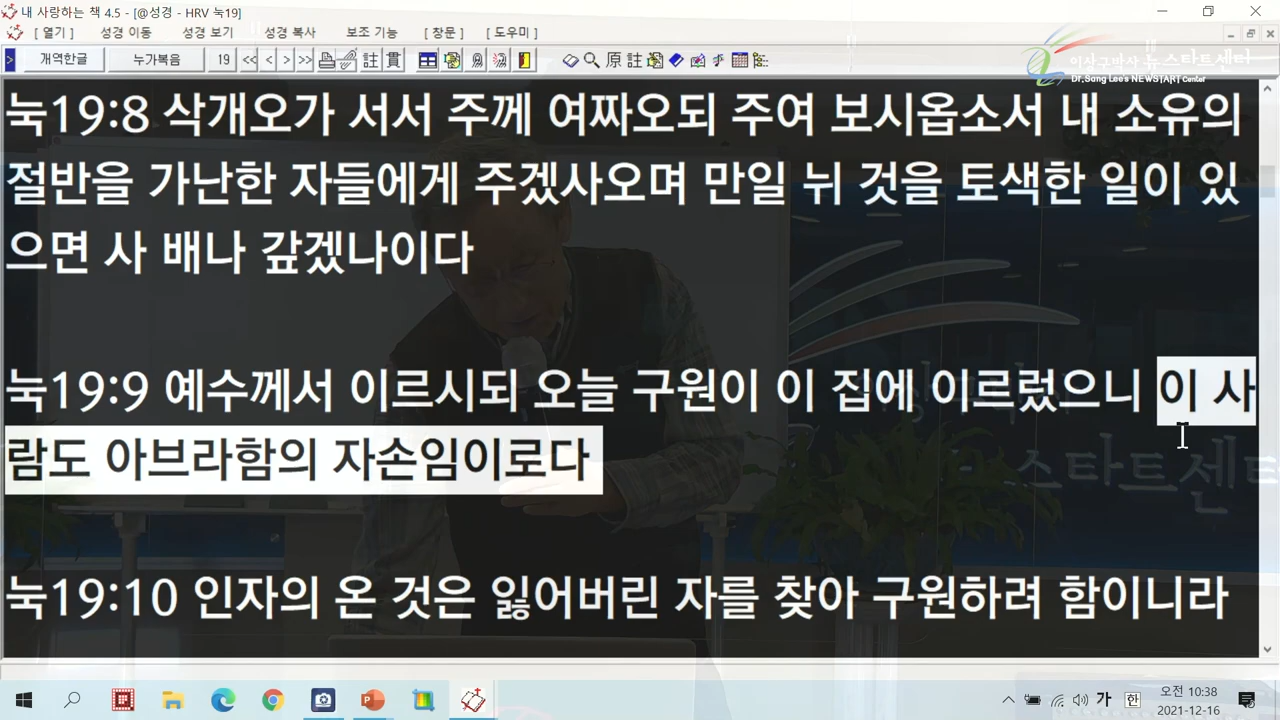 내 사랑하는 책 4.5 - [@성경 - HRV 눅19]
[ 열기 ] 성경 이동 성경 보기 성경 복사 보조 기능 [ 창문 ] [ 도우미 ]
개역한글 누가복음 19 << < > >> 註 貫 原 註
이상구박사 뉴스타트센터
Dr.Sang Lee's NEWSTART Center
눅19:8 삭개오가 서서 주께 여짜오되 주여 보시옵소서 내 소유의
절반을 가난한 자들에게 주겠사오며 만일 뉘 것을 토색한 일이 있
으면 사 배나 갚겠나이다
눅19:9 예수께서 이르시되 오늘 구원이 이 집에 이르렀으니 이 사
람도 아브라함의 자손임이로다
스타트센터
눅19:10 인자의 온 것은 잃어버린 자를 찾아 구원하려 함이니라
가 한 오전 10:38
2021-12-16